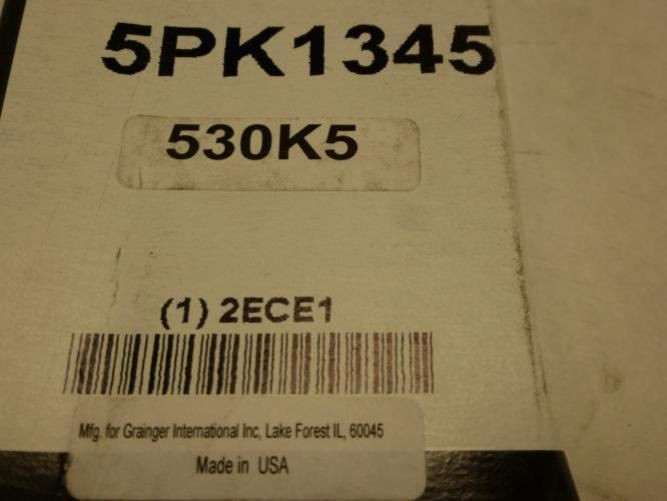 5PK1345
530K5
(1) 2ECE1
Mfg. for Grainger International Inc, Lake Forest IL, 60045
Made in USA